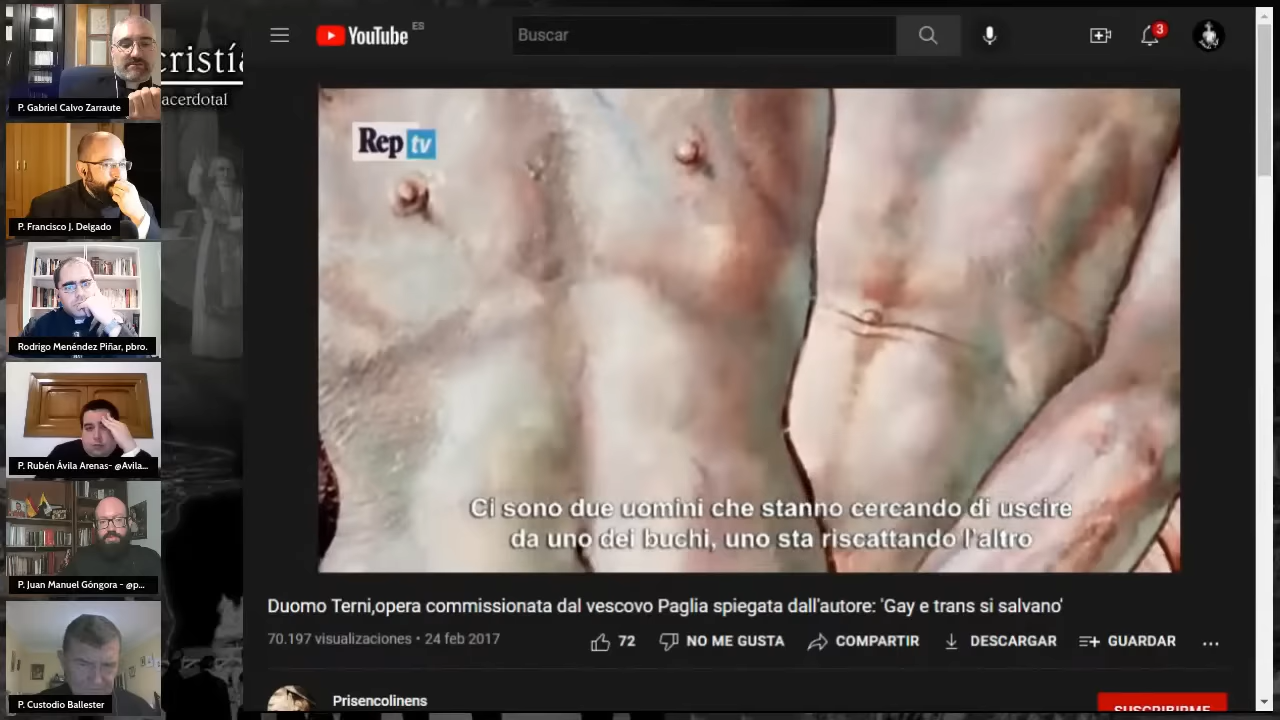 P. Gabriel Calvo Zarraute
P. Francisco J. Delgado
Rodrigo Menéndez Piñar, pbro.
P. Rubén Ávila Arenas- @Avila...
P. Juan Manuel Góngora - @p...
P. Custodio Ballester
YouTube ES
Buscar
3
Rep tv
Ci sono due uomini che stanno cercando di uscire
da uno dei buchi, uno sta riscattando l'altro
Duomo Terni,opera commissionata dal vescovo Paglia spiegata dall'autore: 'Gay e trans si salvano'
70.197 visualizaciones • 24 feb 2017
72
NO ME GUSTA
COMPARTIR
DESCARGAR
GUARDAR
...
Prisencolinens
SUSCRIBIRME